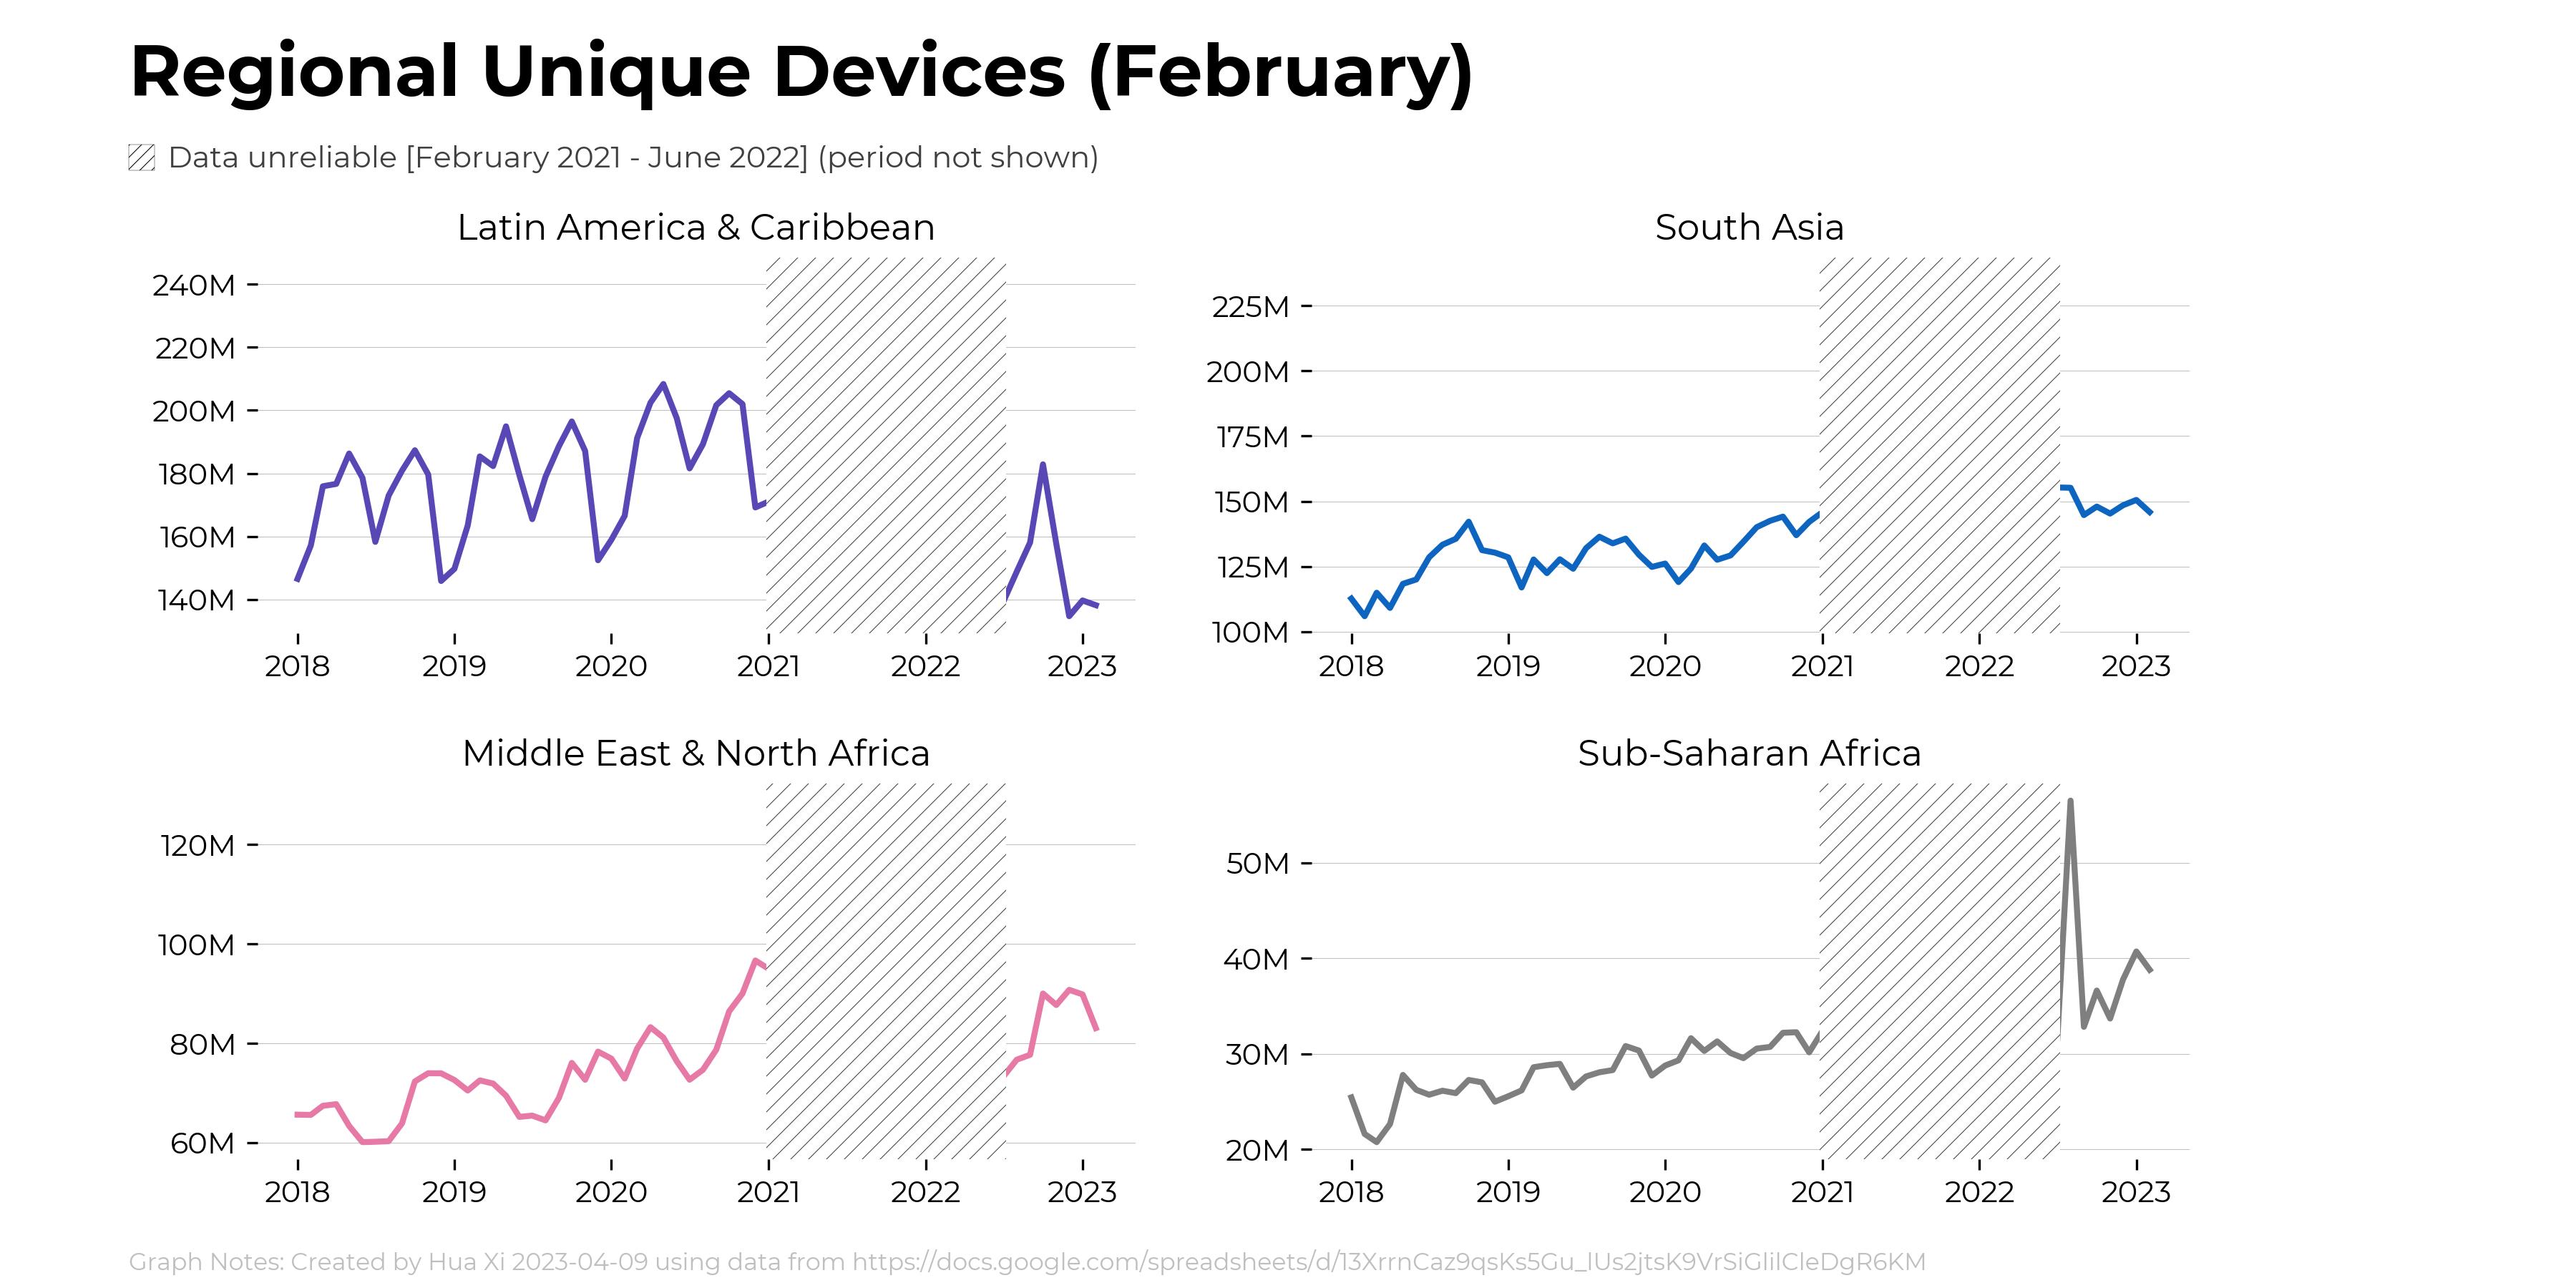 Regional Unique Devices (February)
Data unreliable [February 2021 - June 2022] (period not shown)
Latin America & Caribbean
240M
220M
200M
180M
160M
140M
2018 2019 2020 2021 2022 2023
South Asia
225M
200M
175M
150M
125M
100M
2018 2019 2020 2021 2022 2023
Middle East & North Africa
120M
100M
80M
60M
2018 2019 2020 2021 2022 2023
Sub-Saharan Africa
50M
40M
30M
20M
2018 2019 2020 2021 2022 2023
Graph Notes: Created by Hua Xi 2023-04-09 using data from https://docs.google.com/spreadsheets/d/13XrrnCaz9qsKs5Gu_lUs2jtsK9VrSiGlilCleDgR6KM